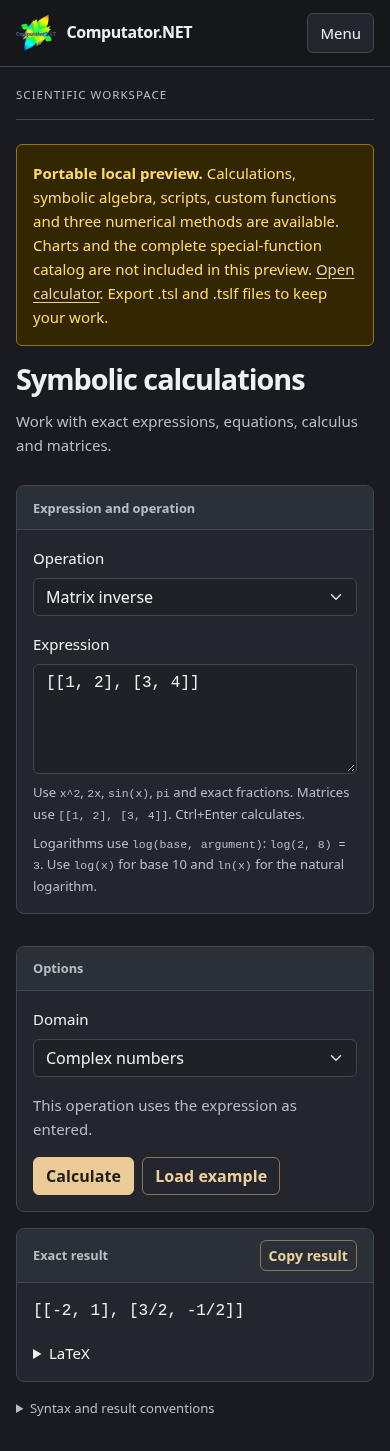 Computator.NET
Menu
SCIENTIFIC WORKSPACE
Portable local preview. Calculations,
symbolic algebra, scripts, custom functions
and three numerical methods are available.
Charts and the complete special-function
catalog are not included in this preview. Open
calculator. Export .tsl and .tslf files to keep
your work.
Symbolic calculations
Work with exact expressions, equations, calculus
and matrices.
Expression and operation
Operation
Matrix inverse
Expression
[[1, 2], [3, 4]]
Use x^2, 2x, sin(x), pi and exact fractions. Matrices
use [[1, 2], [3, 4]]. Ctrl+Enter calculates.
Logarithms use log(base, argument): log(2, 8) =
3. Use log(x) for base 10 and ln(x) for the natural
logarithm.
Options
Domain
Complex numbers
This operation uses the expression as
entered.
Calculate
Load example
Exact result
Copy result
[[-2, 1], [3/2, -1/2]]
LaTeX
Syntax and result conventions